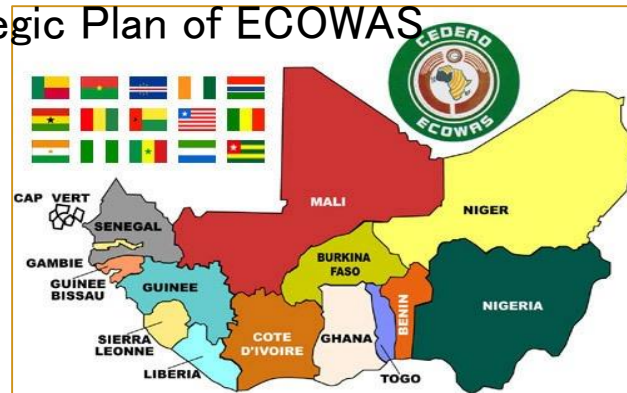 egic Plan of ECOWAS
CEDEAO
ECOWAS
CAP VERT
SENEGAL
MALI
NIGER
GAMBIE
GUINEE
BISSAU
GUINEE
BURKINA
FASO
NIGERIA
BENIN
SIERRA
LEONNE
COTE
D'IVOIRE
GHANA
LIBERIA
TOGO